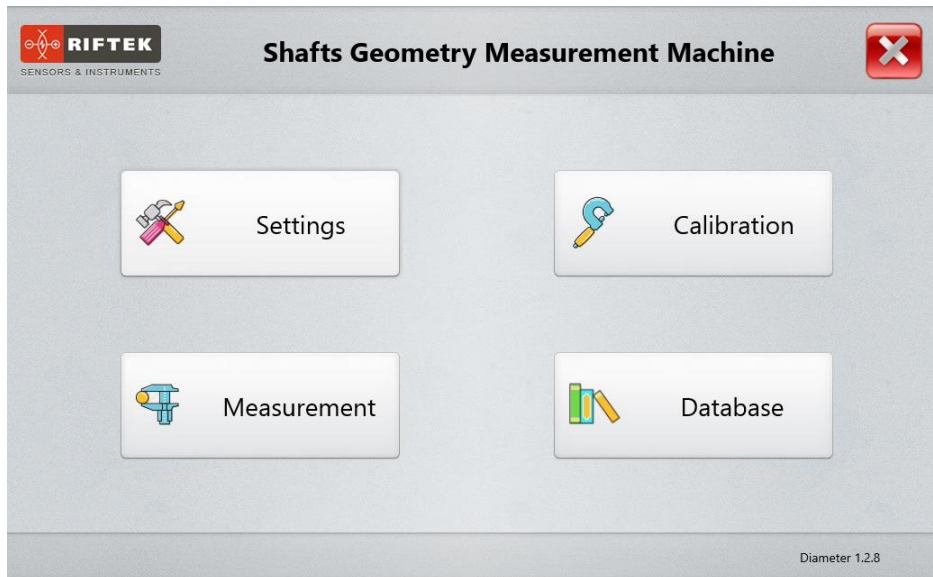 RIFTEK
SENSORS & INSTRUMENTS
Shafts Geometry Measurement Machine
Settings
Calibration
Measurement
Database
Diameter 1.2.8